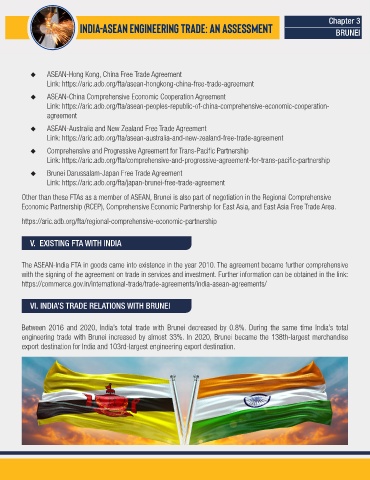 INDIA-ASEAN ENGINEERING TRADE: AN ASSESSMENT
Chapter 3
BRUNEI
◆ ASEAN-Hong Kong, China Free Trade Agreement
Link: https://aric.adb.org/fta/asean-hongkong-china-free-trade-agreement
◆ ASEAN-China Comprehensive Economic Cooperation Agreement
Link: https://aric.adb.org/fta/asean-peoples-republic-of-china-comprehensive-economic-cooperation-
agreement
◆ ASEAN-Australia and New Zealand Free Trade Agreement
Link: https://aric.adb.org/fta/asean-australia-and-new-zealand-free-trade-agreement
◆ Comprehensive and Progressive Agreement for Trans-Pacific Partnership
Link: https://aric.adb.org/fta/comprehensive-and-progressive-agreement-for-trans-pacific-partnership
◆ Brunei Darussalam-Japan Free Trade Agreement
Link: https://aric.adb.org/fta/japan-brunei-free-trade-agreement
Other than these FTAs as a member of ASEAN, Brunei is also part of negotiation in the Regional Comprehensive
Economic Partnership (RCEP), Comprehensive Economic Partnership for East Asia, and East Asia Free Trade Area.
https://aric.adb.org/fta/regional-comprehensive-economic-partnership
V. EXISTING FTA WITH INDIA
The ASEAN-India FTA in goods came into existence in the year 2010. The agreement became further comprehensive
with the signing of the agreement on trade in services and investment. Further information can be obtained in the link:
https://commerce.gov.in/international-trade/trade-agreements/india-asean-agreements/
VI. INDIA'S TRADE RELATIONS WITH BRUNEI
Between 2016 and 2020, India's total trade with Brunei decreased by 0.8%. During the same time India's total
engineering trade with Brunei increased by almost 33%. In 2020, Brunei became the 138th-largest merchandise
export destination for India and 103rd-largest engineering export destination.